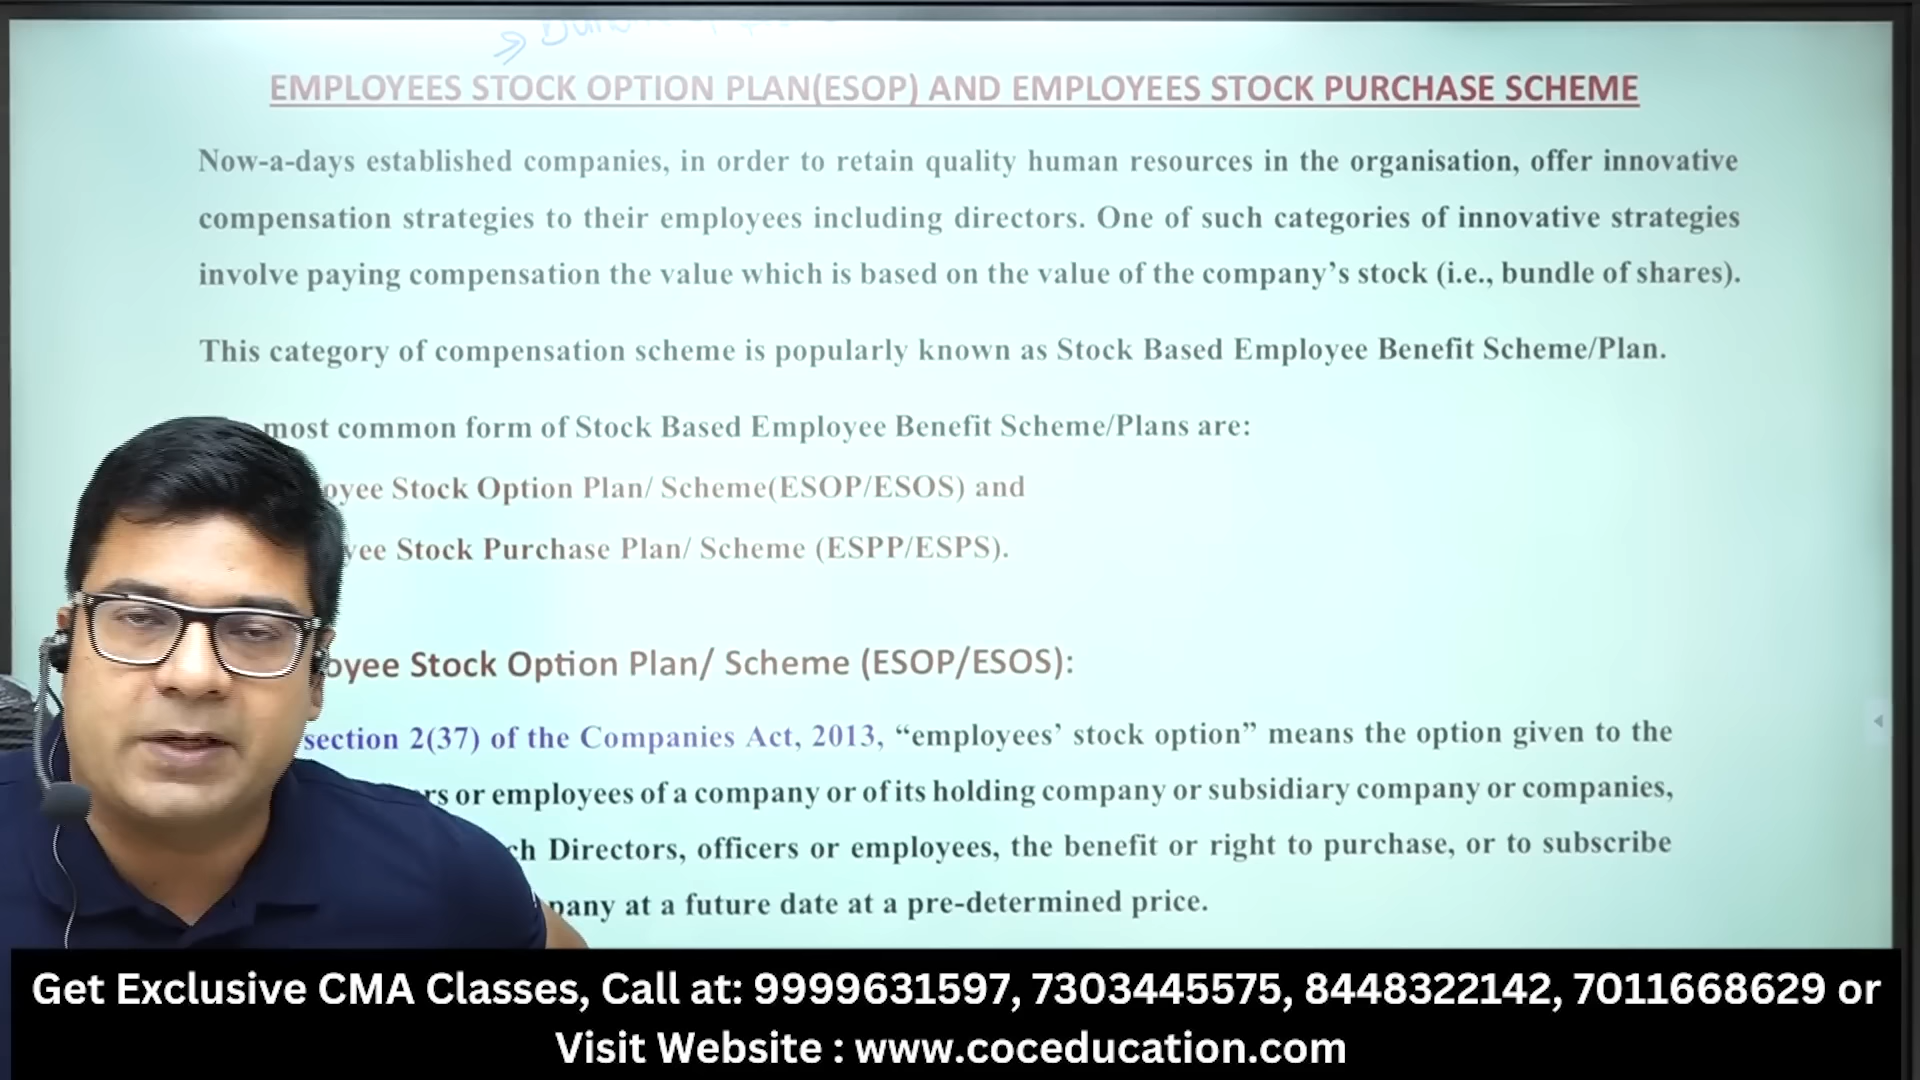 EMPLOYEES STOCK OPTION PLAN(ESOP) AND EMPLOYEES STOCK PURCHASE SCHEME
Now-a-days established companies, in order to retain quality human resources in the organisation, offer innovative
compensation strategies to their employees including directors. One of such categories of innovative strategies
involve paying compensation the value which is based on the value of the company’s stock (i.e., bundle of shares).
This category of compensation scheme is popularly known as Stock Based Employee Benefit Scheme/Plan.
most common form of Stock Based Employee Benefit Scheme/Plans are:
oyee Stock Option Plan/ Scheme(ESOP/ESOS) and
yee Stock Purchase Plan/ Scheme (ESPP/ESPS).
oyee Stock Option Plan/ Scheme (ESOP/ESOS):
section 2(37) of the Companies Act, 2013, “employees’ stock option” means the option given to the
rs or employees of a company or of its holding company or subsidiary company or companies,
ch Directors, officers or employees, the benefit or right to purchase, or to subscribe
pany at a future date at a pre-determined price.
Get Exclusive CMA Classes, Call at: 9999631597, 7303445575, 8448322142, 7011668629 or
Visit Website : www.coceducation.com